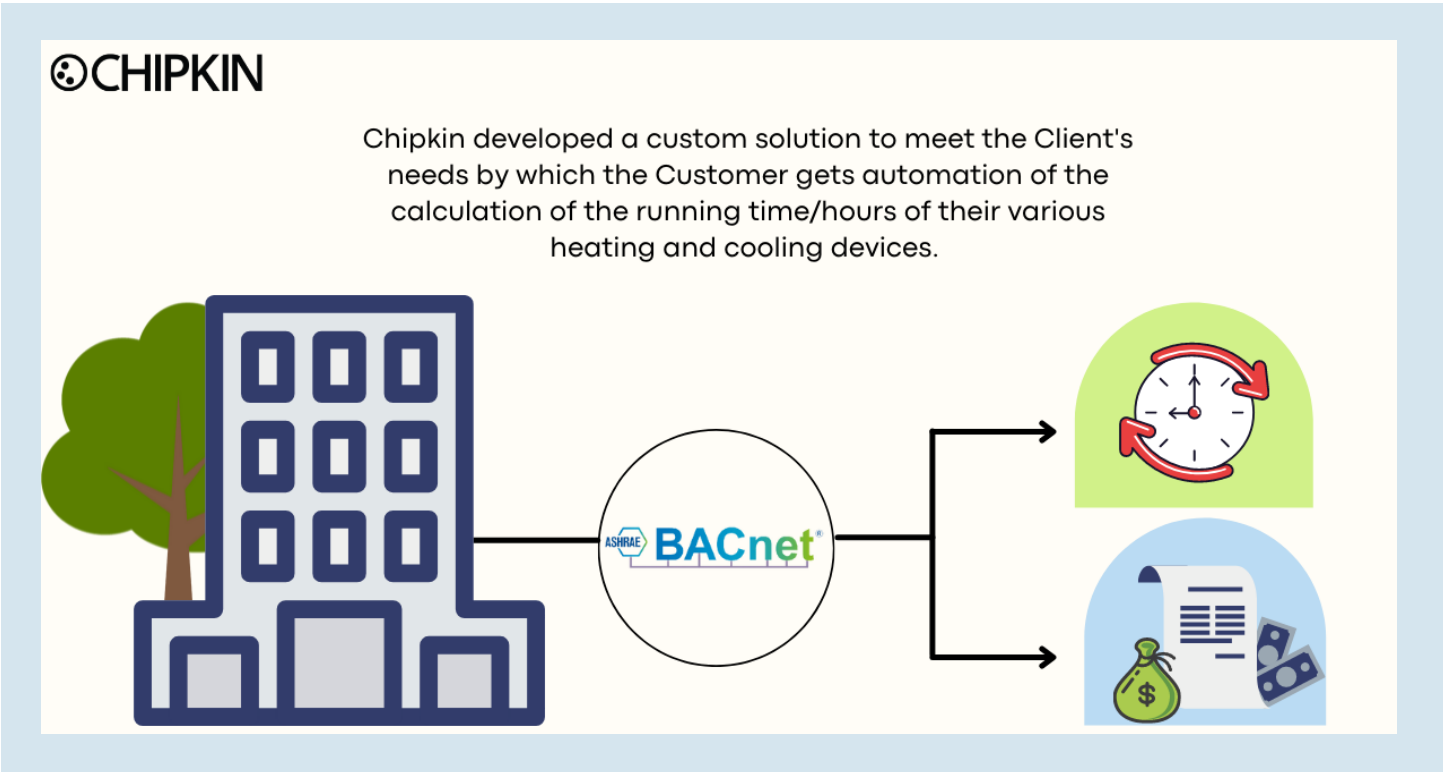 CHIPKIN
Chipkin developed a custom solution to meet the Client's
needs by which the Customer gets automation of the
calculation of the running time/hours of their various
heating and cooling devices.
ASHRAE BACnet®
$